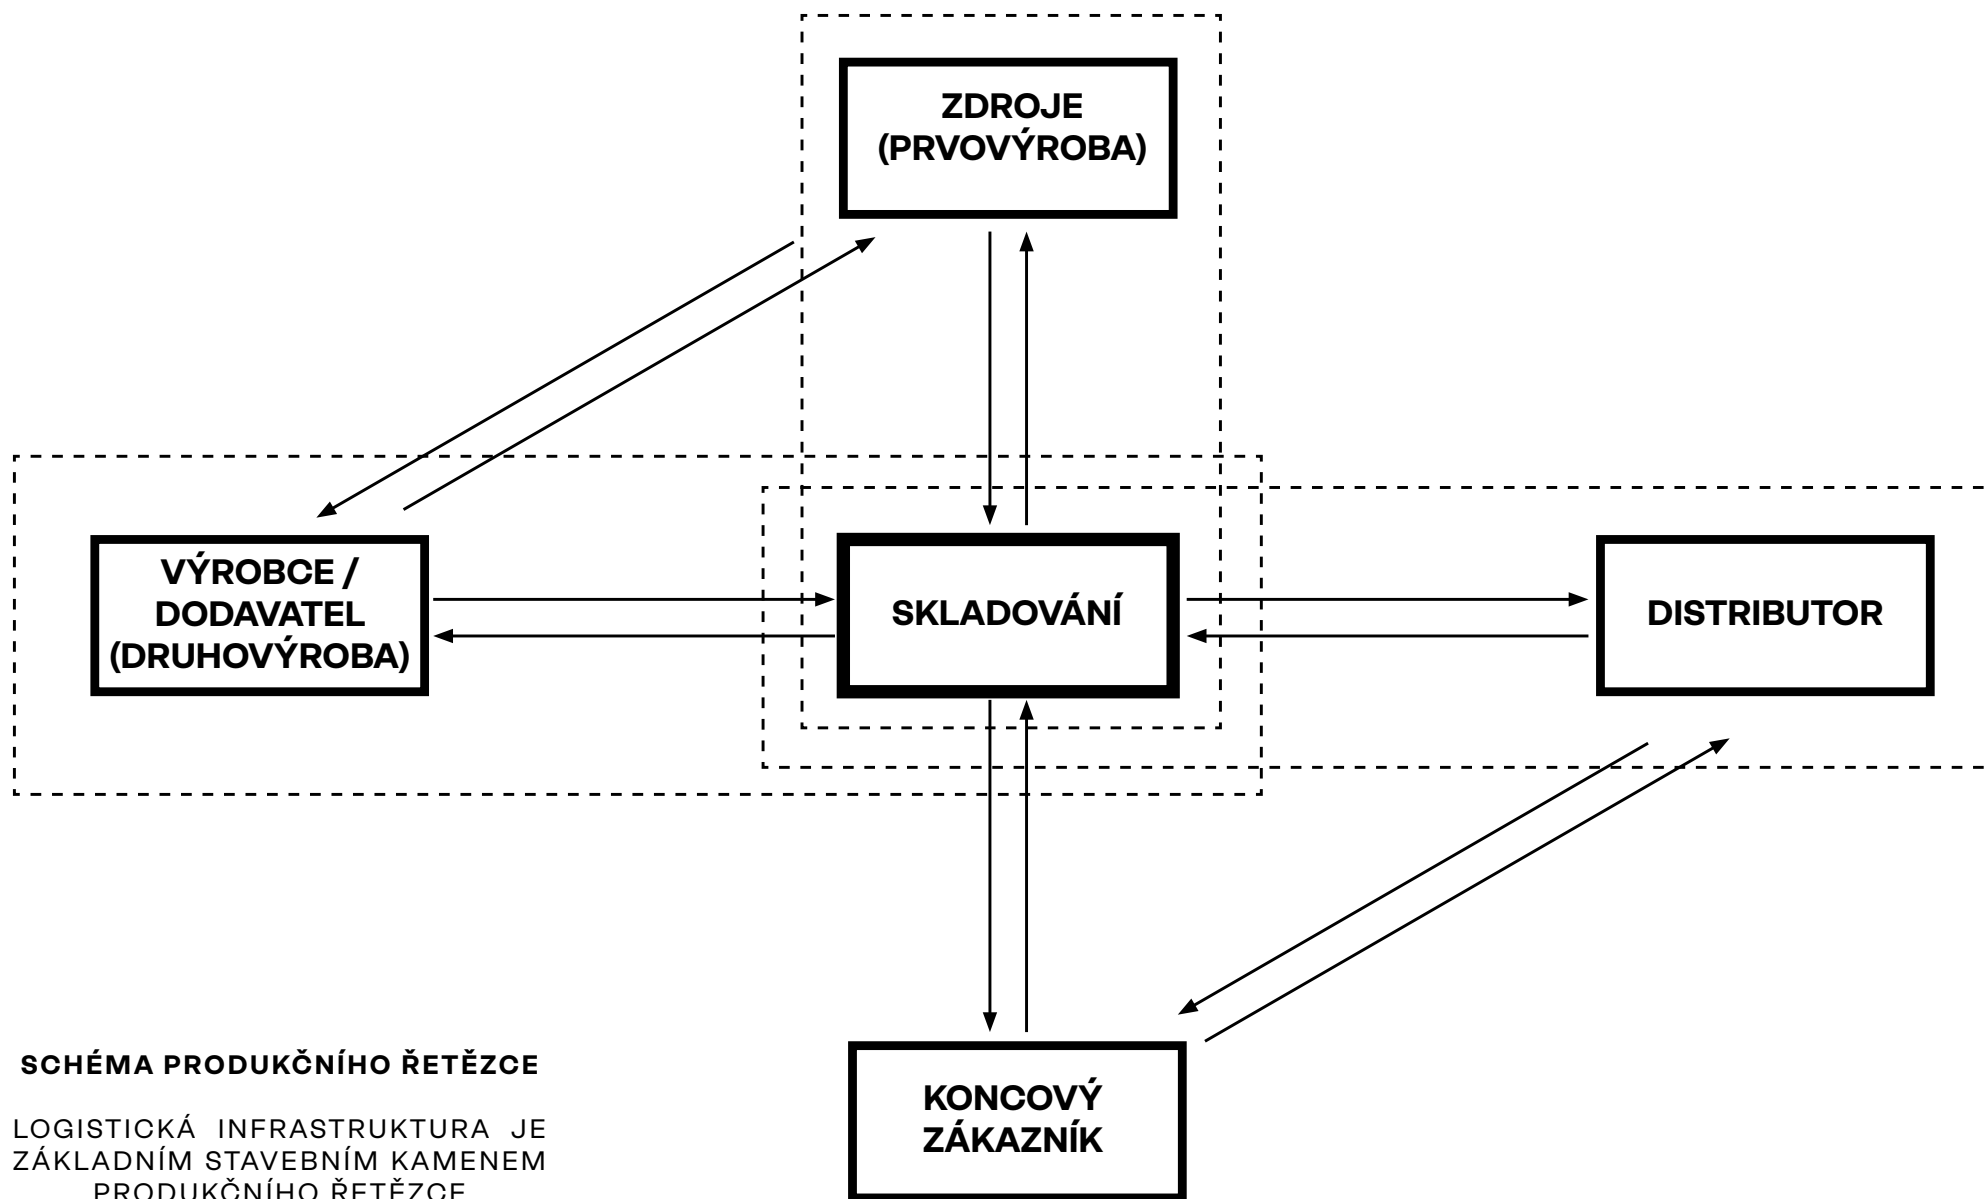 ZDROJE
(PRVOVÝROBA)
VÝROBCE /
DODAVATEL
(DRUHOVÝROBA)
SKLADOVÁNÍ
DISTRIBUTOR
KONCOVÝ
ZÁKAZNÍK
SCHÉMA PRODUKČNÍHO ŘETĚZCE
LOGISTICKÁ INFRASTRUKTURA JE
ZÁKLADNÍM STAVEBNÍM KAMENEM
PRODUKČNÍHO ŘETĚZCE